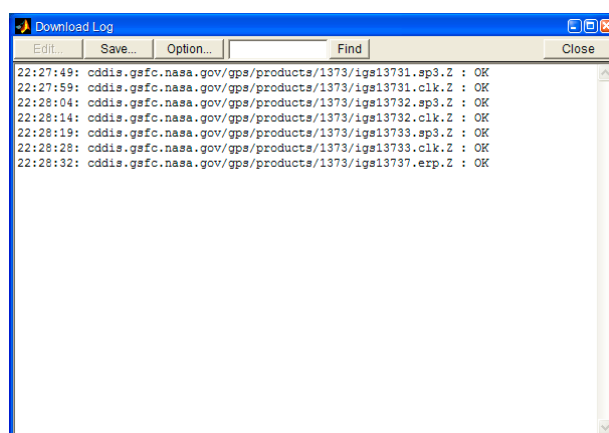 Download Log
Edit... Save... Option... Find Close
22:27:49: cddis.gsfc.nasa.gov/gps/products/1373/igs13731.sp3.Z : OK
22:27:59: cddis.gsfc.nasa.gov/gps/products/1373/igs13731.clk.Z : OK
22:28:04: cddis.gsfc.nasa.gov/gps/products/1373/igs13732.sp3.Z : OK
22:28:14: cddis.gsfc.nasa.gov/gps/products/1373/igs13732.clk.Z : OK
22:28:19: cddis.gsfc.nasa.gov/gps/products/1373/igs13733.sp3.Z : OK
22:28:28: cddis.gsfc.nasa.gov/gps/products/1373/igs13733.clk.Z : OK
22:28:32: cddis.gsfc.nasa.gov/gps/products/1373/igs13737.erp.Z : OK